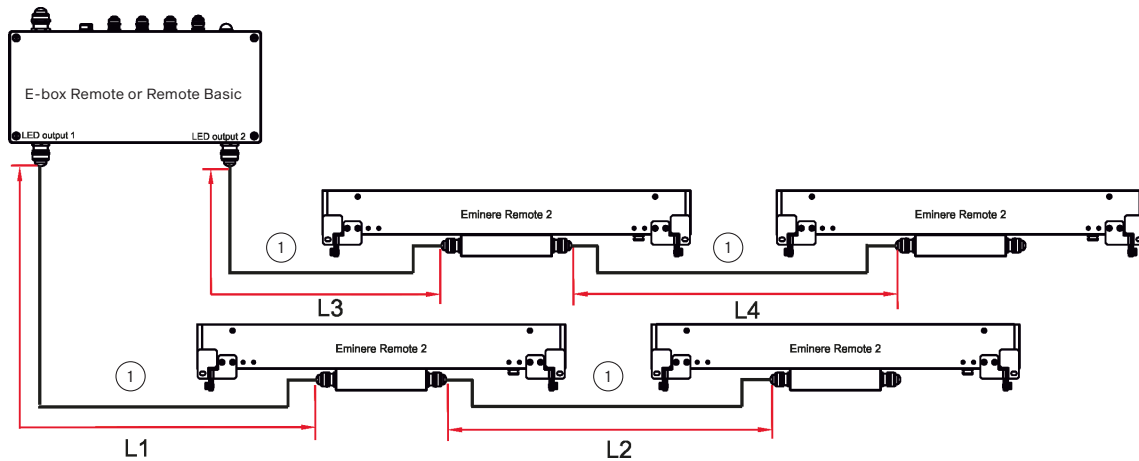 E-box Remote or Remote Basic
LED output 1
LED output 2
Eminere Remote 2
Eminere Remote 2
1
1
L3
L4
Eminere Remote 2
Eminere Remote 2
1
1
L1
L2